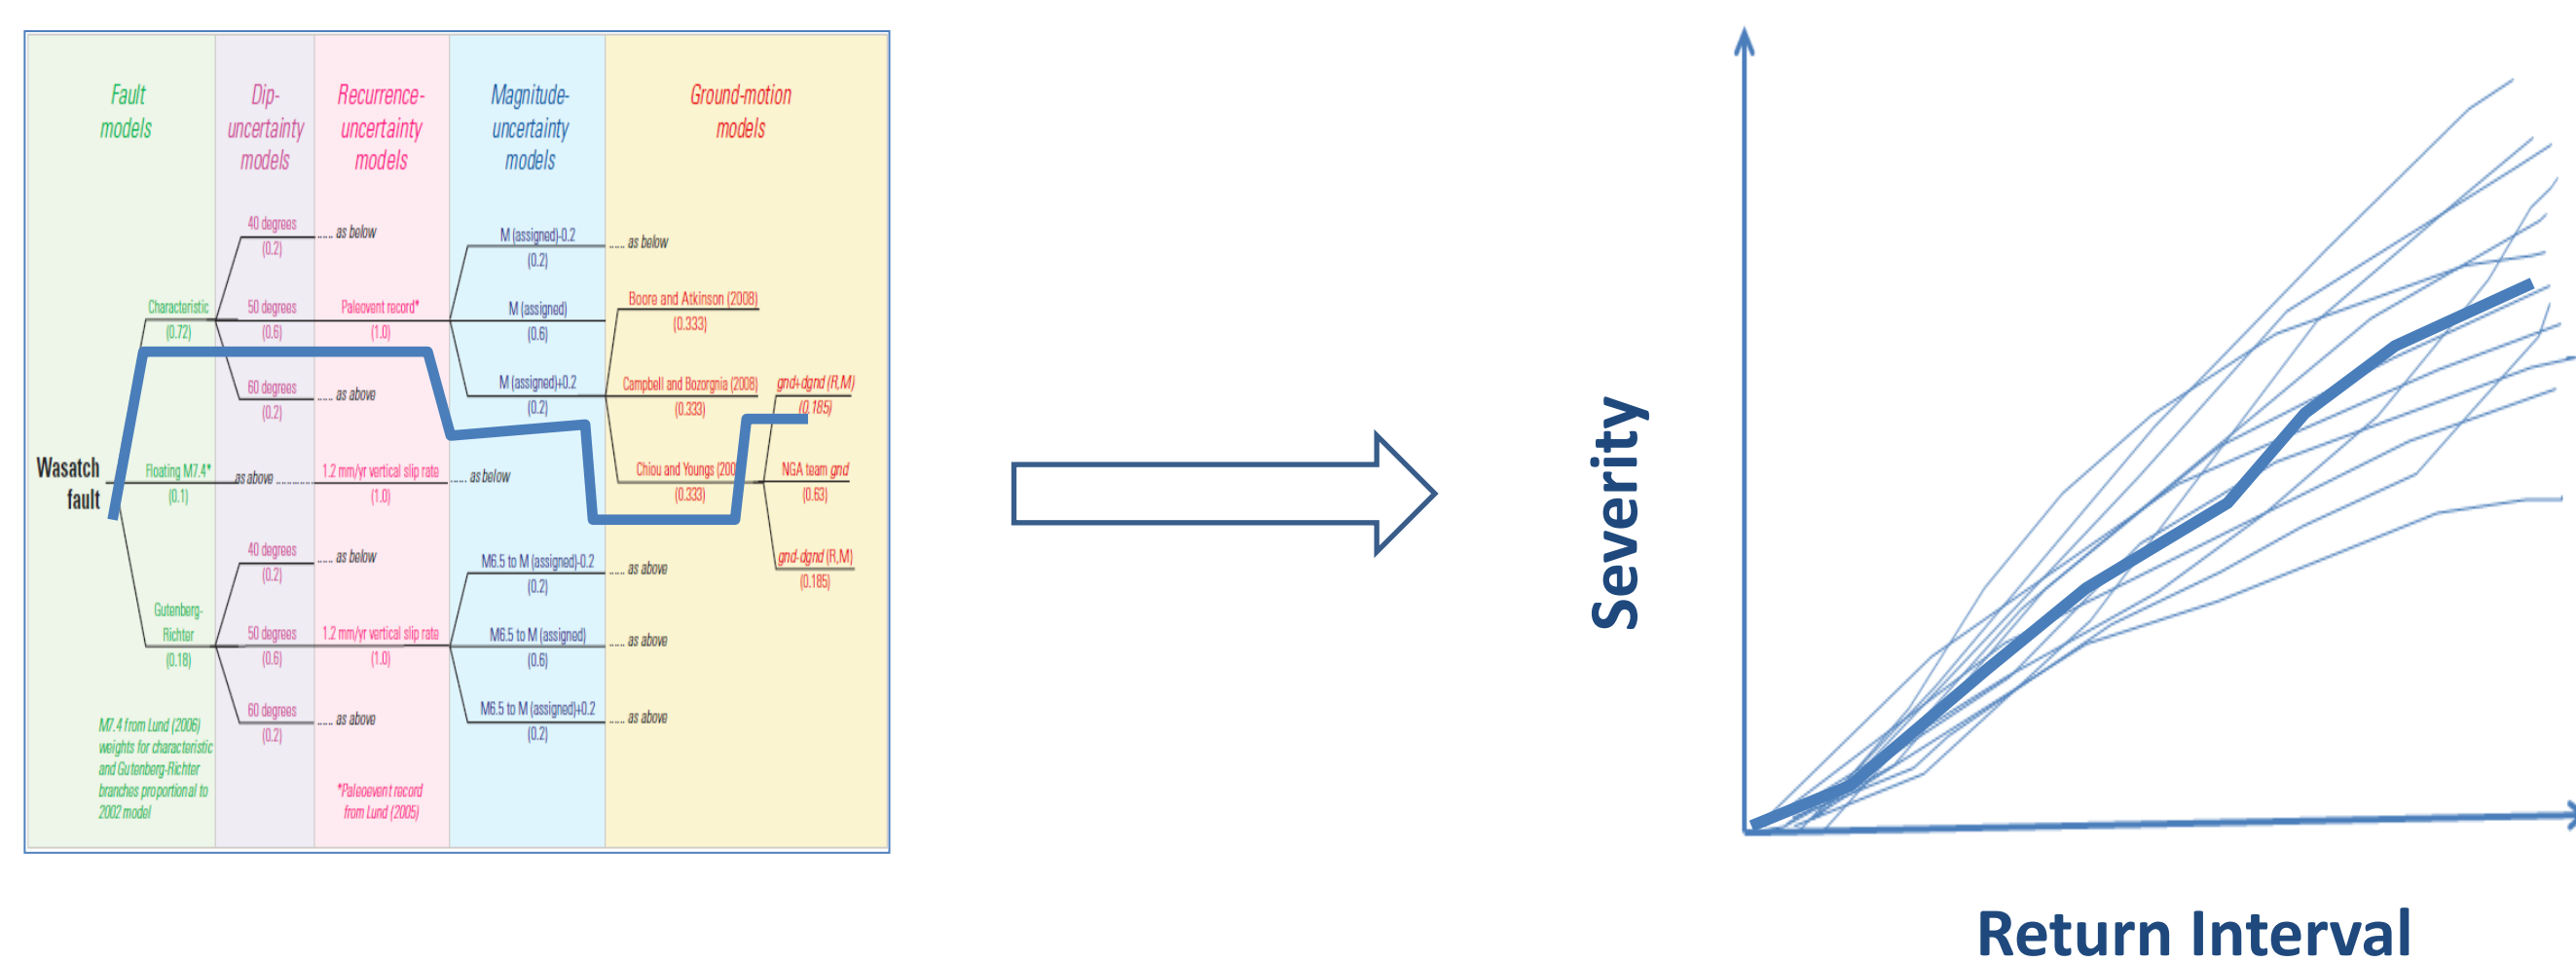 Fault
models
Dip-
uncertainty
models
Recurrence-
uncertainty
models
Magnitude-
uncertainty
models
Ground-motion
models
Wasatch
fault
Characteristic
(0.72)
Floating M7.4*
(0.1)
Gutenberg-
Richter
(0.18)
M7.4 from Lund (2006)
weights for characteristic
and Gutenberg-Richter
branches proportional to
2002 model
40 degrees
(0.2)
50 degrees
(0.6)
60 degrees
(0.2)
as above
40 degrees
(0.2)
50 degrees
(0.6)
60 degrees
(0.2)
...... as below
Paleovent record*
(1.0)
...... as above
1.2 mm/yr vertical slip rate
(1.0)
...... as below
1.2 mm/yr vertical slip rate
(1.0)
...... as above
*Paleoevent record
from Lund (2005)
M (assigned)-0.2
(0.2)
M (assigned)
(0.6)
M (assigned)+0.2
(0.2)
...... as below
M6.5 to M (assigned)-0.2
(0.2)
M6.5 to M (assigned)
(0.6)
M6.5 to M (assigned)+0.2
(0.2)
...... as below
Boore and Atkinson (2008)
(0.333)
Campbell and Bozorgnia (2008)
(0.333)
Chiou and Youngs (200
(0.333)
gnd+dgnd (R,M)
(0.185)
NGA team gnd
(0.63)
gnd-dgnd (R,M)
(0.185)
...... as above
...... as above
...... as above
Severity
Return Interval